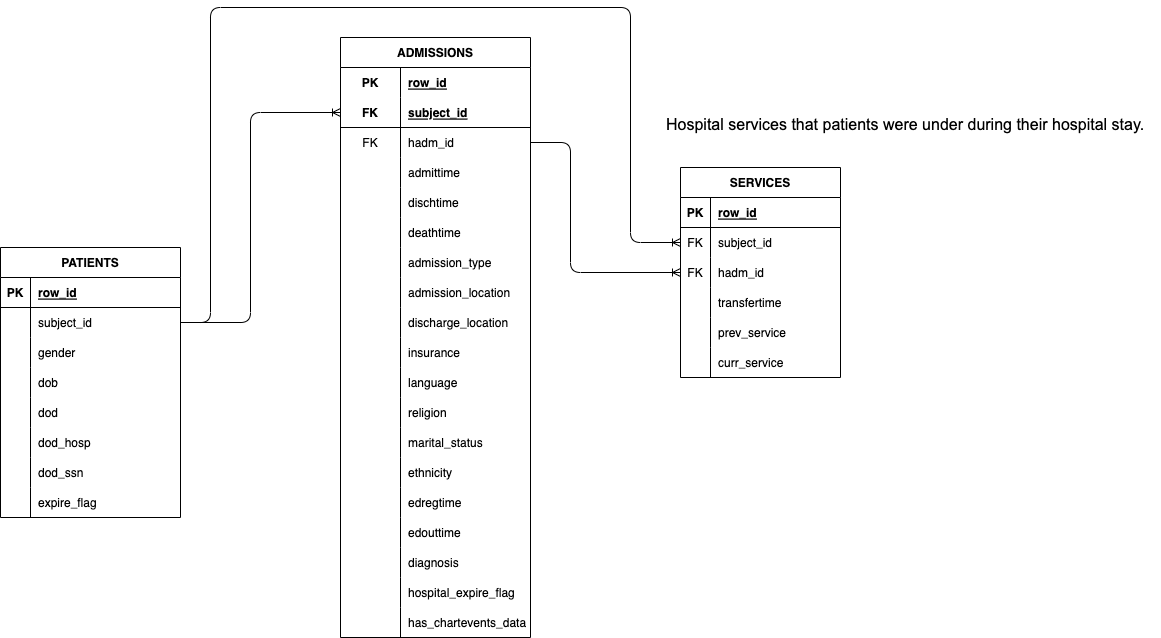 ADMISSIONS
PK row_id
FK subject_id
FK hadm_id
admittime
dischtime
deathtime
admission_type
admission_location
discharge_location
insurance
language
religion
marital_status
ethnicity
edregtime
edouttime
diagnosis
hospital_expire_flag
has_chartevents_data
Hospital services that patients were under during their hospital stay.
SERVICES
PK row_id
FK subject_id
FK hadm_id
transfertime
prev_service
curr_service
PATIENTS
PK row_id
subject_id
gender
dob
dod
dod_hosp
dod_ssn
expire_flag